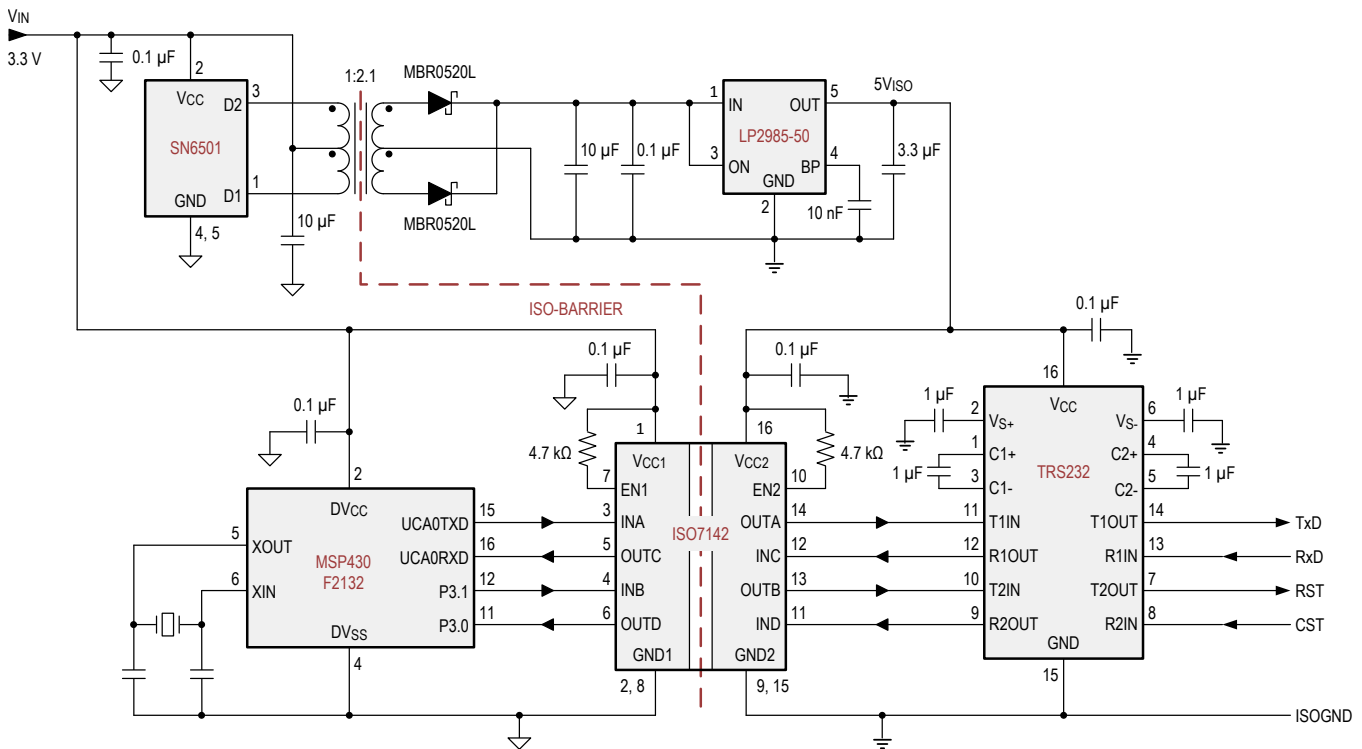 VIN
3.3 V
0.1 µF
2
VCC
D2
3
SN6501
D1
1
GND
4, 5
10 µF
1:2.1
MBR0520L
MBR0520L
10 µF
0.1 µF
1
IN
OUT
5
LP2985-50
3
ON
BP
4
GND
2
10 nF
5VISO
3.3 µF
ISO-BARRIER
0.1 µF
2
DVCC
5
XOUT
6
XIN
MSP430
F2132
UCA0TXD
15
UCA0RXD
16
P3.1
12
P3.0
11
DVSS
4
0.1 µF
4.7 kΩ
1
VCC1
7
EN1
3
INA
5
OUTC
4
INB
6
OUTD
GND1
2, 8
ISO7142
0.1 µF
4.7 kΩ
16
VCC2
EN2
10
OUTA
14
INC
12
OUTB
13
IND
11
GND2
9, 15
0.1 µF
16
VCC
1 µF
2
VS+
1
C1+
1 µF
3
C1-
TRS232
VS-
6
1 µF
C2+
4
C2-
5
1 µF
11
T1IN
T1OUT
14
TxD
12
R1OUT
R1IN
13
RxD
10
T2IN
T2OUT
7
RST
9
R2OUT
R2IN
8
CST
GND
15
ISOGND